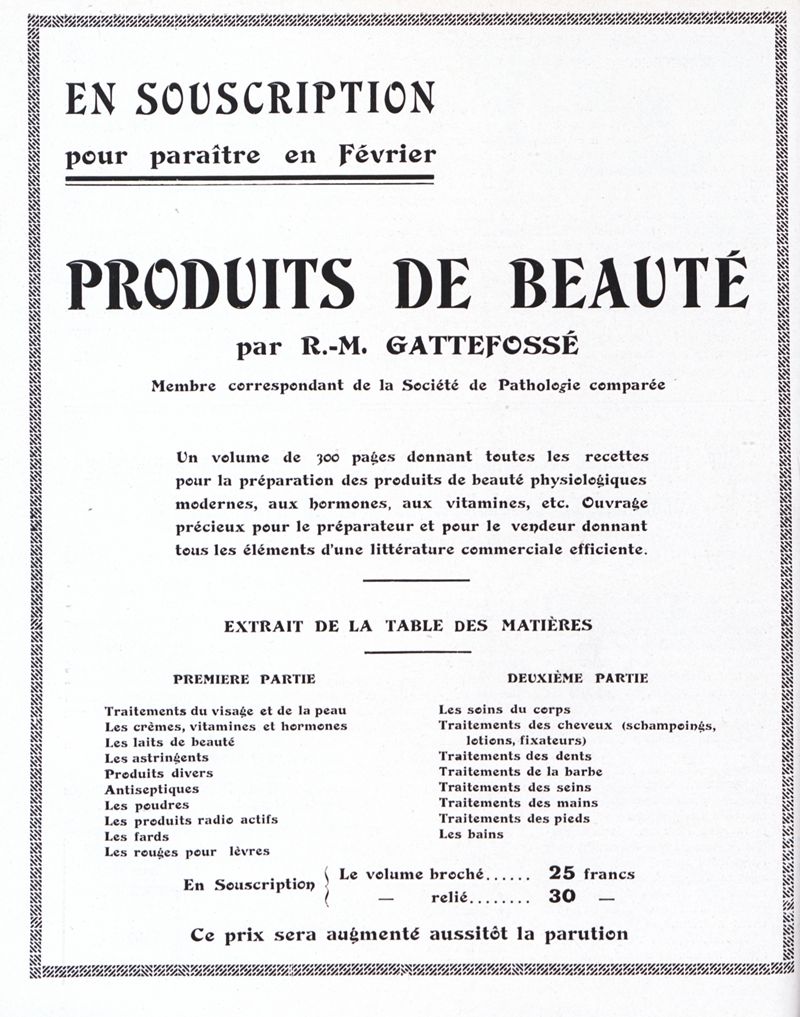 EN SOUSCRIPTION
pour paraître en Février
PRODUITS DE BEAUTÉ
par R.-M. GATTEFOSSÉ
Membre correspondant de la Société de Pathologie comparée
Un volume de 300 pages donnant toutes les recettes
pour la préparation des produits de beauté physiologiques
modernes, aux hormones, aux vitamines, etc. Ouvrage
précieux pour le préparateur et pour le vendeur donnant
tous les éléments d'une littérature commerciale efficiente.
EXTRAIT DE LA TABLE DES MATIÈRES
PREMIERE PARTIE
Traitements du visage et de la peau
Les crèmes, vitamines et hormones
Les laits de beauté
Les astringents
Produits divers
Antiseptiques
Les poudres
Les produits radio actifs
Les fards
Les rouges pour lèvres
DEUXIÈME PARTIE
Les soins du corps
Traitements des cheveux (schampoings,
lotions, fixateurs)
Traitements des dents
Traitements de la barbe
Traitements des seins
Traitements des mains
Traitements des pieds
Les bains
En Souscription { Le volume broché...... 25 francs
— relié........ 30 —
Ce prix sera augmenté aussitôt la parution